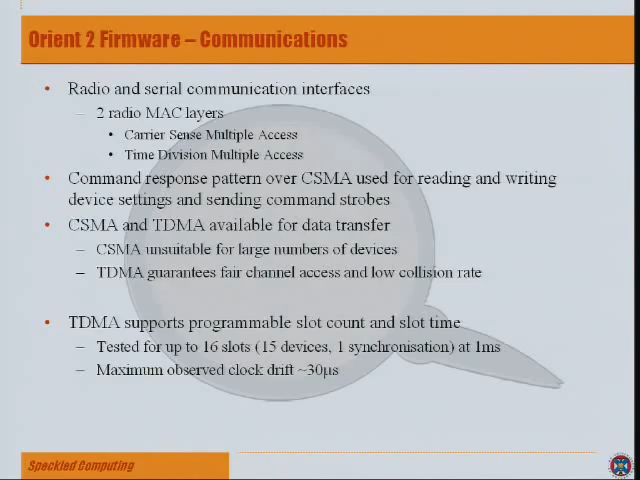 Orient 2 Firmware – Communications
• Radio and serial communication interfaces
– 2 radio MAC layers
• Carrier Sense Multiple Access
• Time Division Multiple Access
• Command response pattern over CSMA used for reading and writing
device settings and sending command strobes
• CSMA and TDMA available for data transfer
– CSMA unsuitable for large numbers of devices
– TDMA guarantees fair channel access and low collision rate
• TDMA supports programmable slot count and slot time
– Tested for up to 16 slots (15 devices, 1 synchronisation) at 1ms
– Maximum observed clock drift ~30μs
Speckled Computing